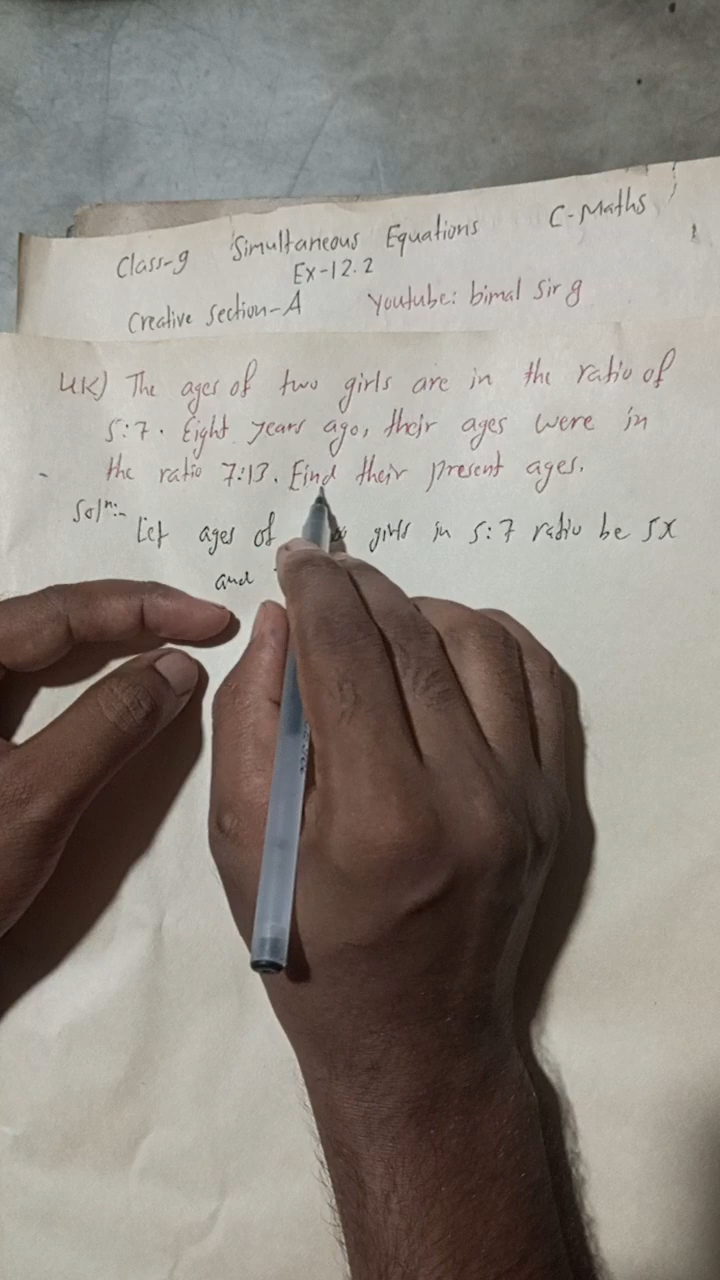 Class-9 Simultaneous Equations C-Maths
Ex-12.2
Creative Section-A Youtube: bimal sir 9
4K) The ages of two girls are in the ratio of
5:7. Eight years ago, their ages were in
the ratio 7:13. Find their present ages.
Solⁿ:-
Let ages of girls in 5:7 ratio be 5x
and